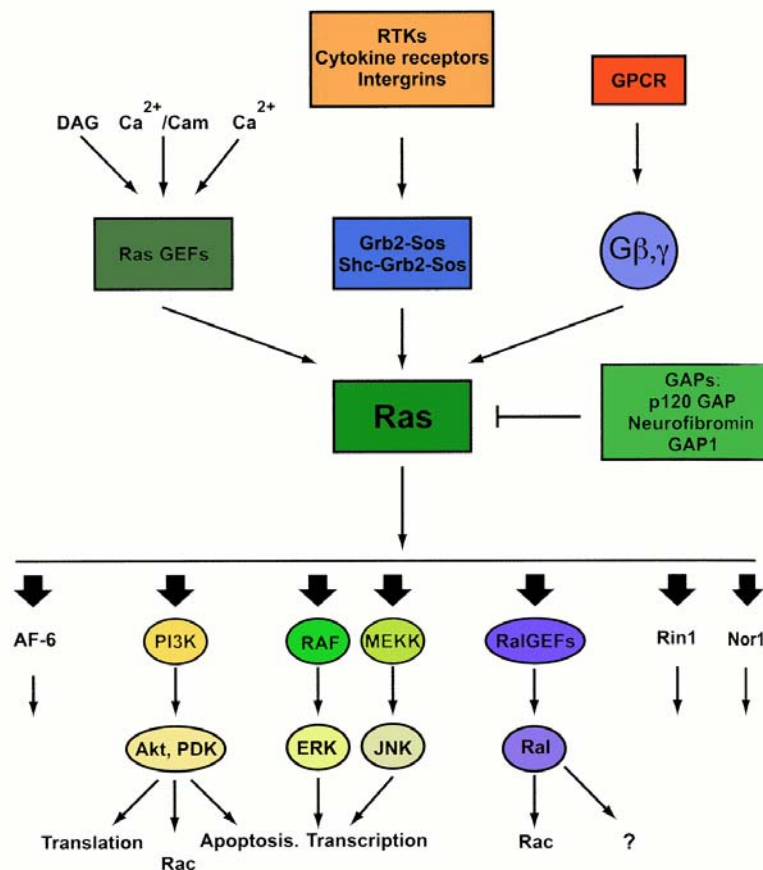 RTKs
Cytokine receptors
Intergrins
GPCR
DAG Ca2+/Cam Ca2+
Ras GEFs
Grb2-Sos
Shc-Grb2-Sos
Gβ,γ
Ras
GAPs:
p120 GAP
Neurofibromin
GAP1
AF-6
PI3K
RAF
MEKK
RalGEFs
Rin1
Nor1
Akt, PDK
ERK
JNK
Ral
Translation
Rac
Apoptosis. Transcription
Rac
?